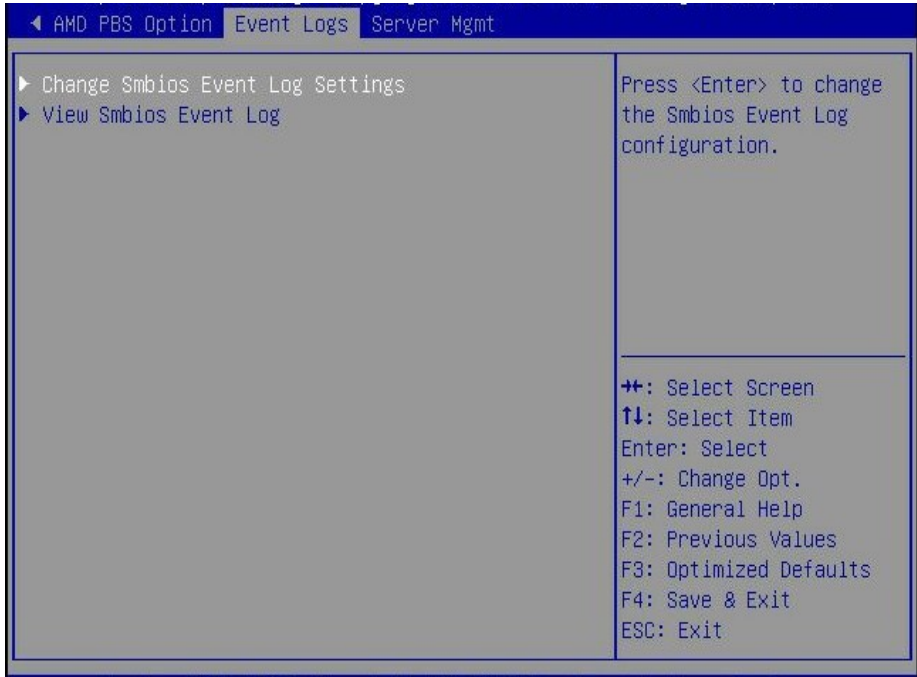 AMD PBS Option Event Logs Server Mgmt
Change Smbios Event Log Settings
View Smbios Event Log
Press <Enter> to change
the Smbios Event Log
configuration.
→←: Select Screen
↑↓: Select Item
Enter: Select
+/-: Change Opt.
F1: General Help
F2: Previous Values
F3: Optimized Defaults
F4: Save & Exit
ESC: Exit